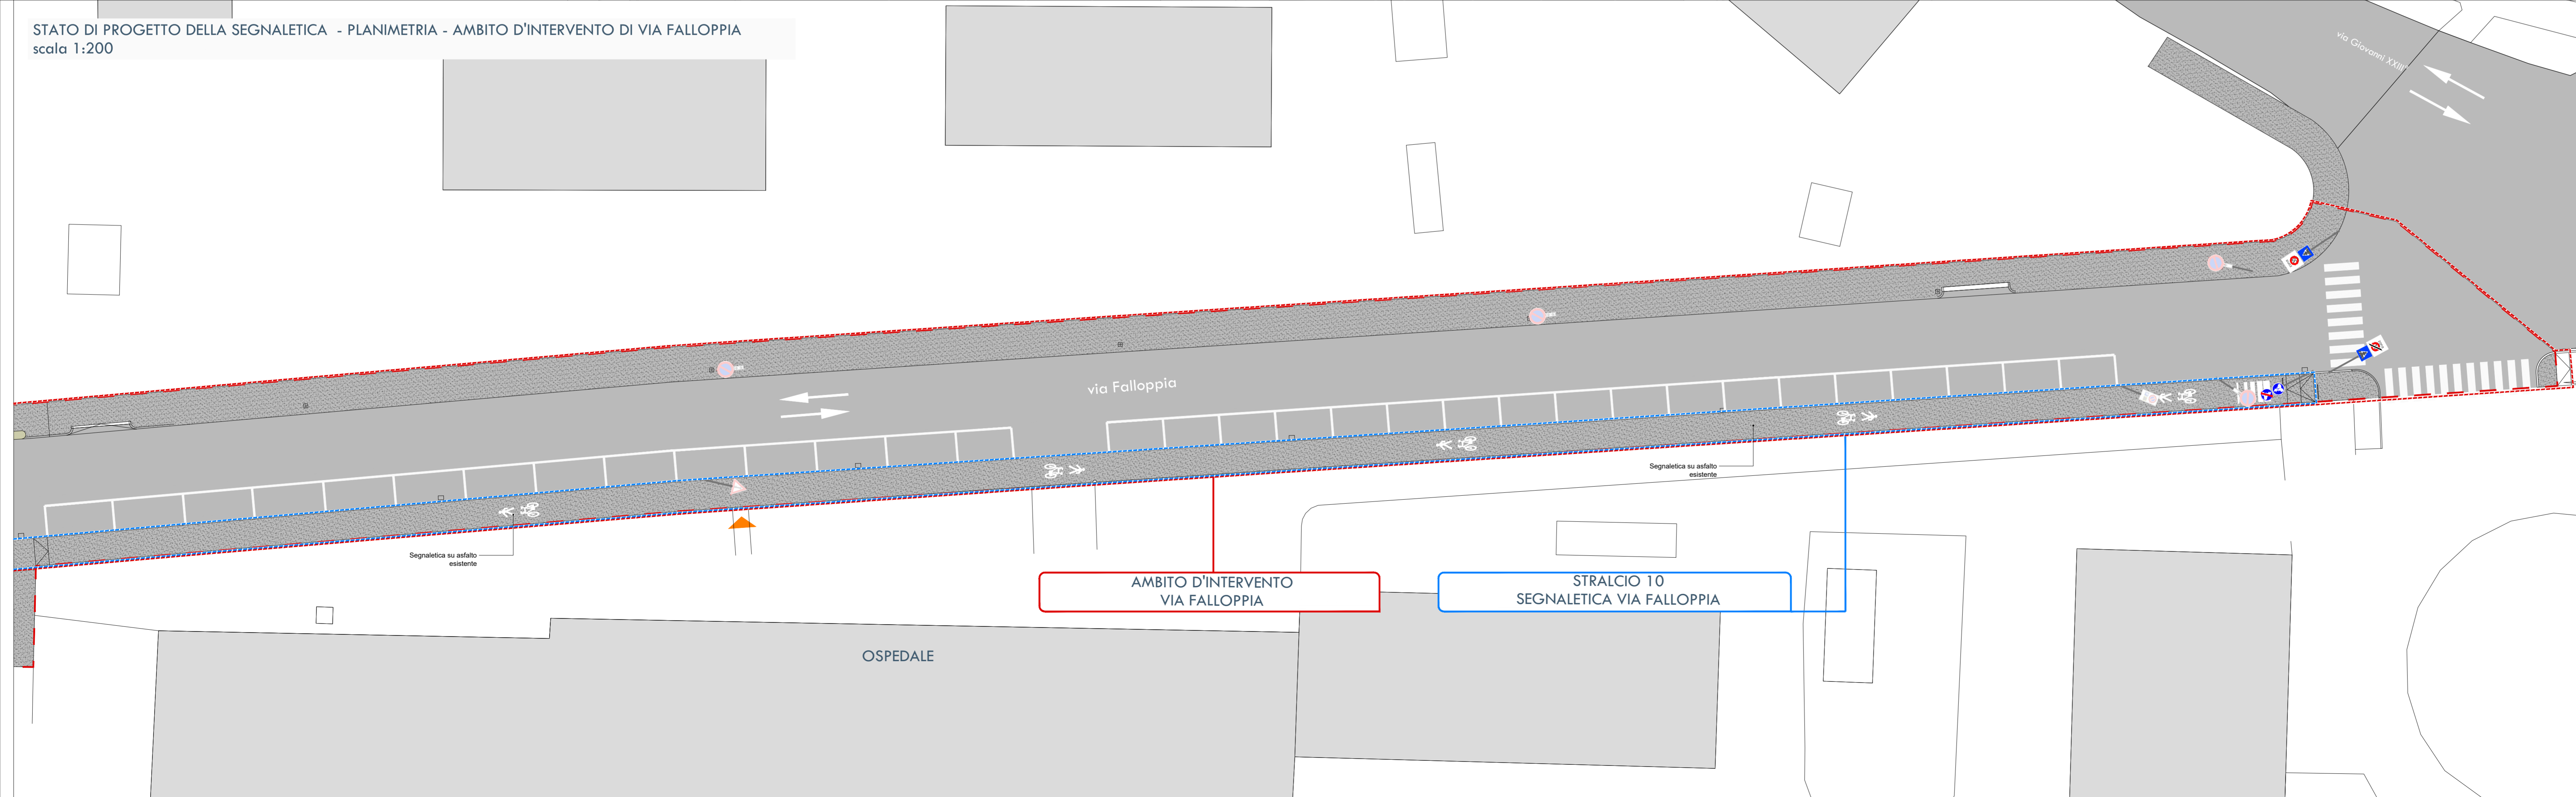 STATO DI PROGETTO DELLA SEGNALETICA - PLANIMETRIA - AMBITO D'INTERVENTO DI VIA FALLOPPIA
scala 1:200
via Giovanni XXIII°
via Falloppia
Segnaletica su asfalto
esistente
Segnaletica su asfalto
esistente
AMBITO D'INTERVENTO
VIA FALLOPPIA
STRALCIO 10
SEGNALETICA VIA FALLOPPIA
OSPEDALE